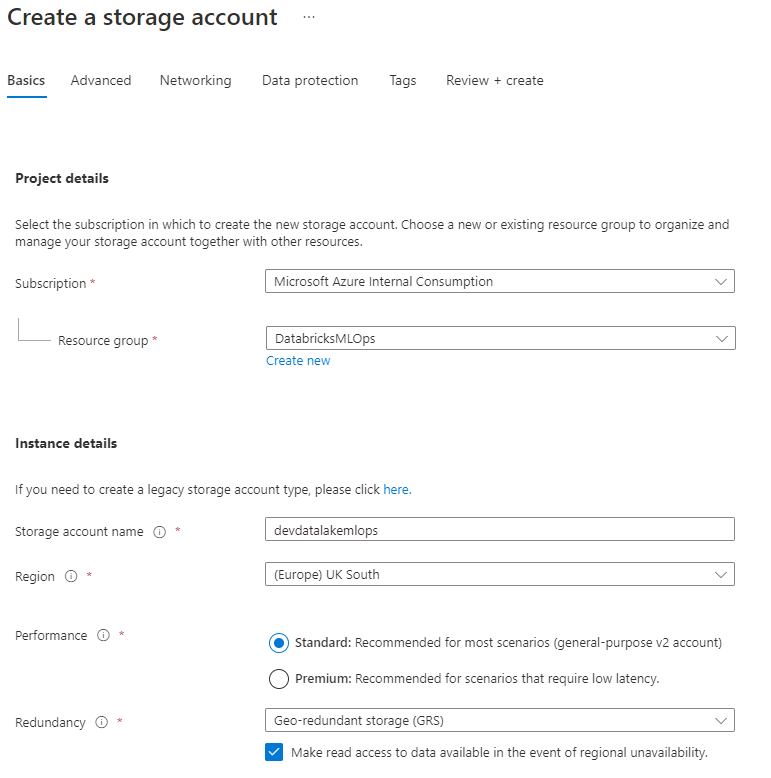 Create a storage account ...
Basics Advanced Networking Data protection Tags Review + create
Project details
Select the subscription in which to create the new storage account. Choose a new or existing resource group to organize and
manage your storage account together with other resources.
Subscription * Microsoft Azure Internal Consumption
Resource group * DatabricksMLOps
Create new
Instance details
If you need to create a legacy storage account type, please click here.
Storage account name * devdatalakemlops
Region * (Europe) UK South
Performance * Standard: Recommended for most scenarios (general-purpose v2 account)
Premium: Recommended for scenarios that require low latency.
Redundancy * Geo-redundant storage (GRS)
Make read access to data available in the event of regional unavailability.